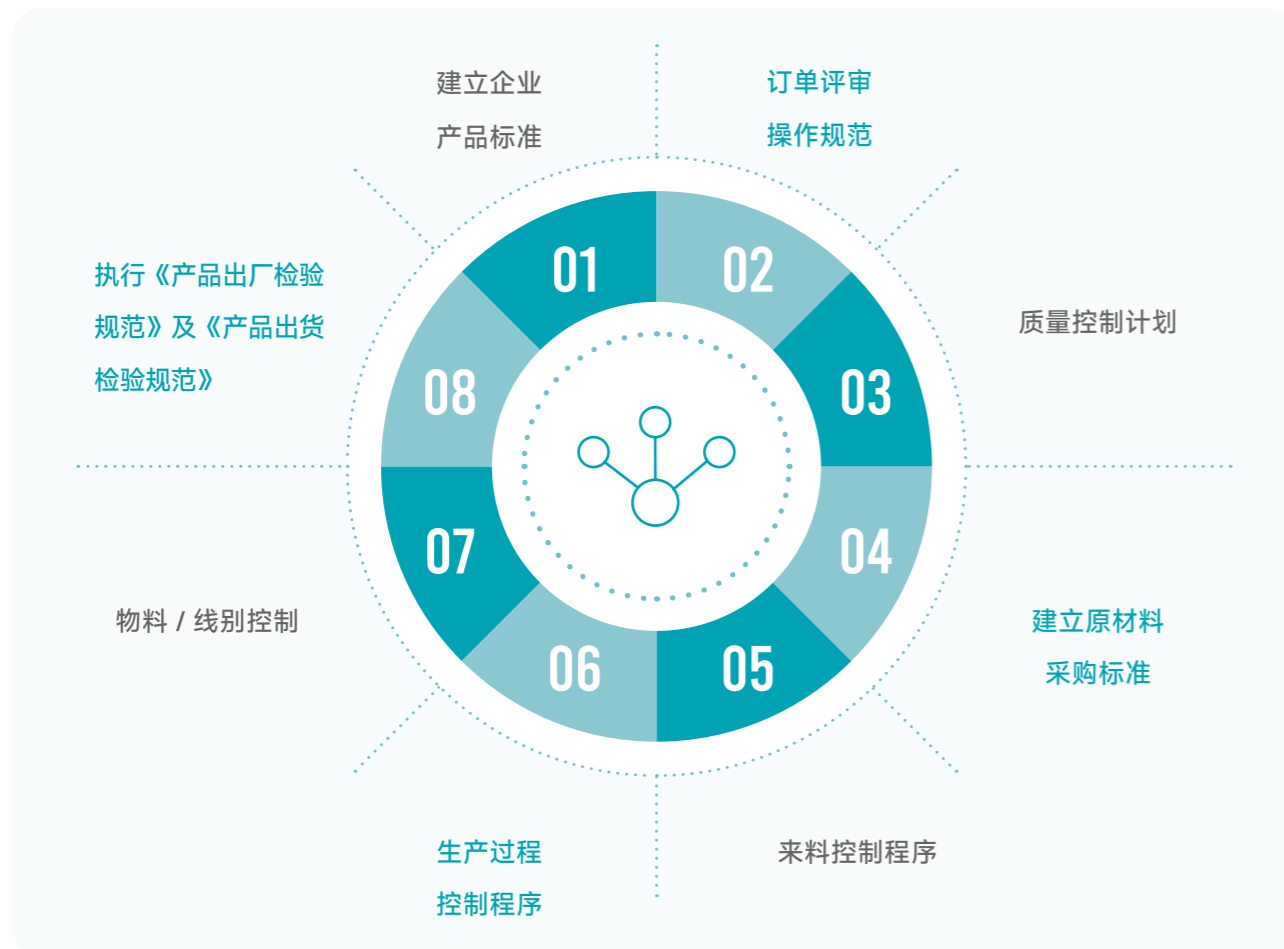 建立企业
产品标准
订单评审
操作规范
执行《产品出厂检验
规范》及《产品出货
检验规范》
质量控制计划
物料 / 线别控制
建立原材料
采购标准
生产过程
控制程序
来料控制程序
01
02
03
04
05
06
07
08